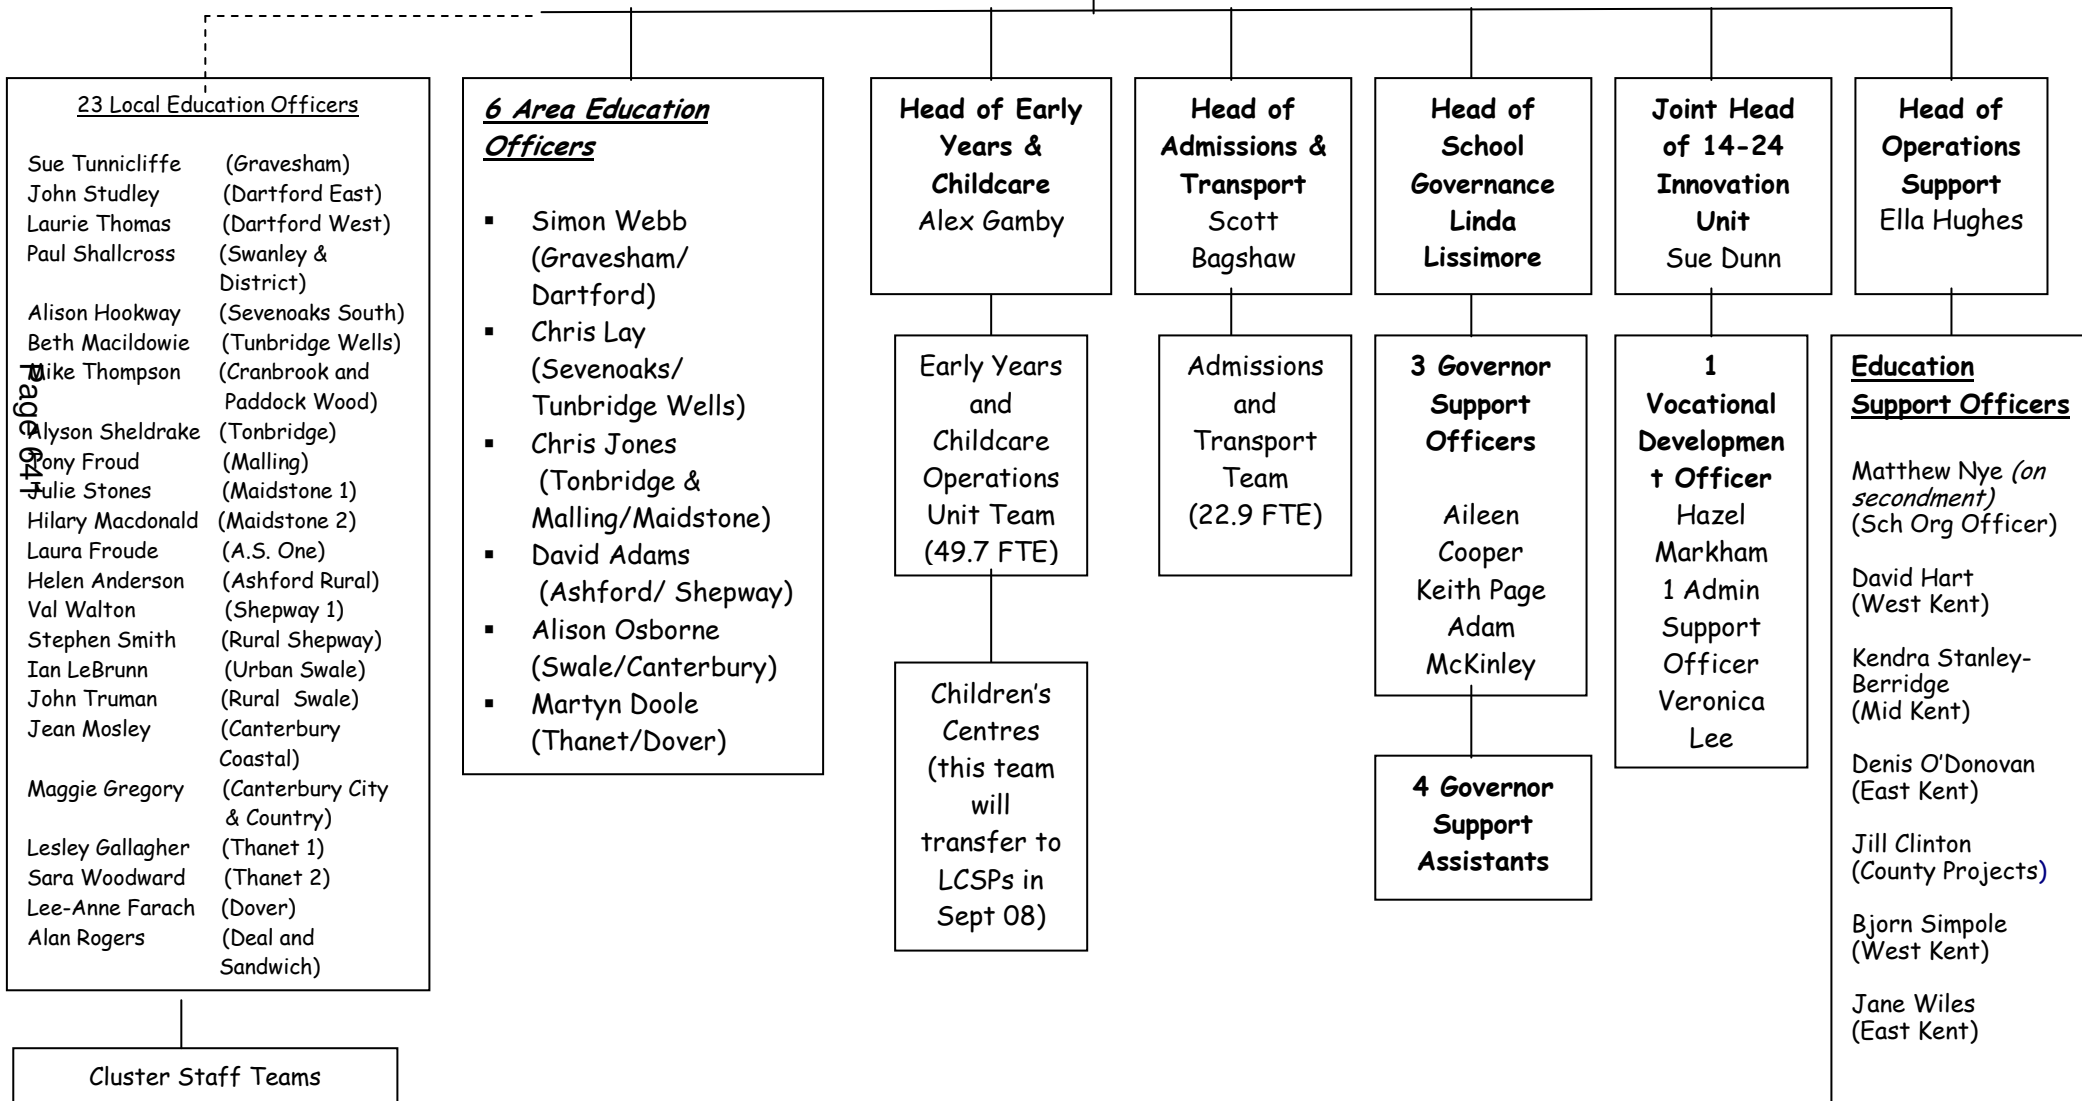 23 Local Education Officers
Sue Tunnicliffe (Gravesham)
John Studley (Dartford East)
Laurie Thomas (Dartford West)
Paul Shallcross (Swanley &
District)
Alison Hookway (Sevenoaks South)
Beth Macildowie (Tunbridge Wells)
Mike Thompson (Cranbrook and
Paddock Wood)
Alyson Sheldrake (Tonbridge)
Tony Froud (Malling)
Julie Stones (Maidstone 1)
Hilary Macdonald (Maidstone 2)
Laura Froude (A.S. One)
Helen Anderson (Ashford Rural)
Val Walton (Shepway 1)
Stephen Smith (Rural Shepway)
Ian LeBrunn (Urban Swale)
John Truman (Rural Swale)
Jean Mosley (Canterbury
Coastal)
Maggie Gregory (Canterbury City
& Country)
Lesley Gallagher (Thanet 1)
Sara Woodward (Thanet 2)
Lee-Anne Farach (Dover)
Alan Rogers (Deal and
Sandwich)
Cluster Staff Teams
Page 641
6 Area Education
Officers
▪ Simon Webb
(Gravesham/
Dartford)
▪ Chris Lay
(Sevenoaks/
Tunbridge Wells)
▪ Chris Jones
(Tonbridge &
Malling/Maidstone)
▪ David Adams
(Ashford/ Shepway)
▪ Alison Osborne
(Swale/Canterbury)
▪ Martyn Doole
(Thanet/Dover)
Head of Early
Years &
Childcare
Alex Gamby
Early Years
and
Childcare
Operations
Unit Team
(49.7 FTE)
Children's
Centres
(this team
will
transfer to
LCSPs in
Sept 08)
Head of
Admissions &
Transport
Scott
Bagshaw
Admissions
and
Transport
Team
(22.9 FTE)
Head of
School
Governance
Linda
Lissimore
3 Governor
Support
Officers
Aileen
Cooper
Keith Page
Adam
McKinley
4 Governor
Support
Assistants
Joint Head
of 14-24
Innovation
Unit
Sue Dunn
1
Vocational
Developmen
t Officer
Hazel
Markham
1 Admin
Support
Officer
Veronica
Lee
Head of
Operations
Support
Ella Hughes
Education
Support Officers
Matthew Nye (on
secondment)
(Sch Org Officer)
David Hart
(West Kent)
Kendra Stanley-
Berridge
(Mid Kent)
Denis O'Donovan
(East Kent)
Jill Clinton
(County Projects)
Bjorn Simpole
(West Kent)
Jane Wiles
(East Kent)